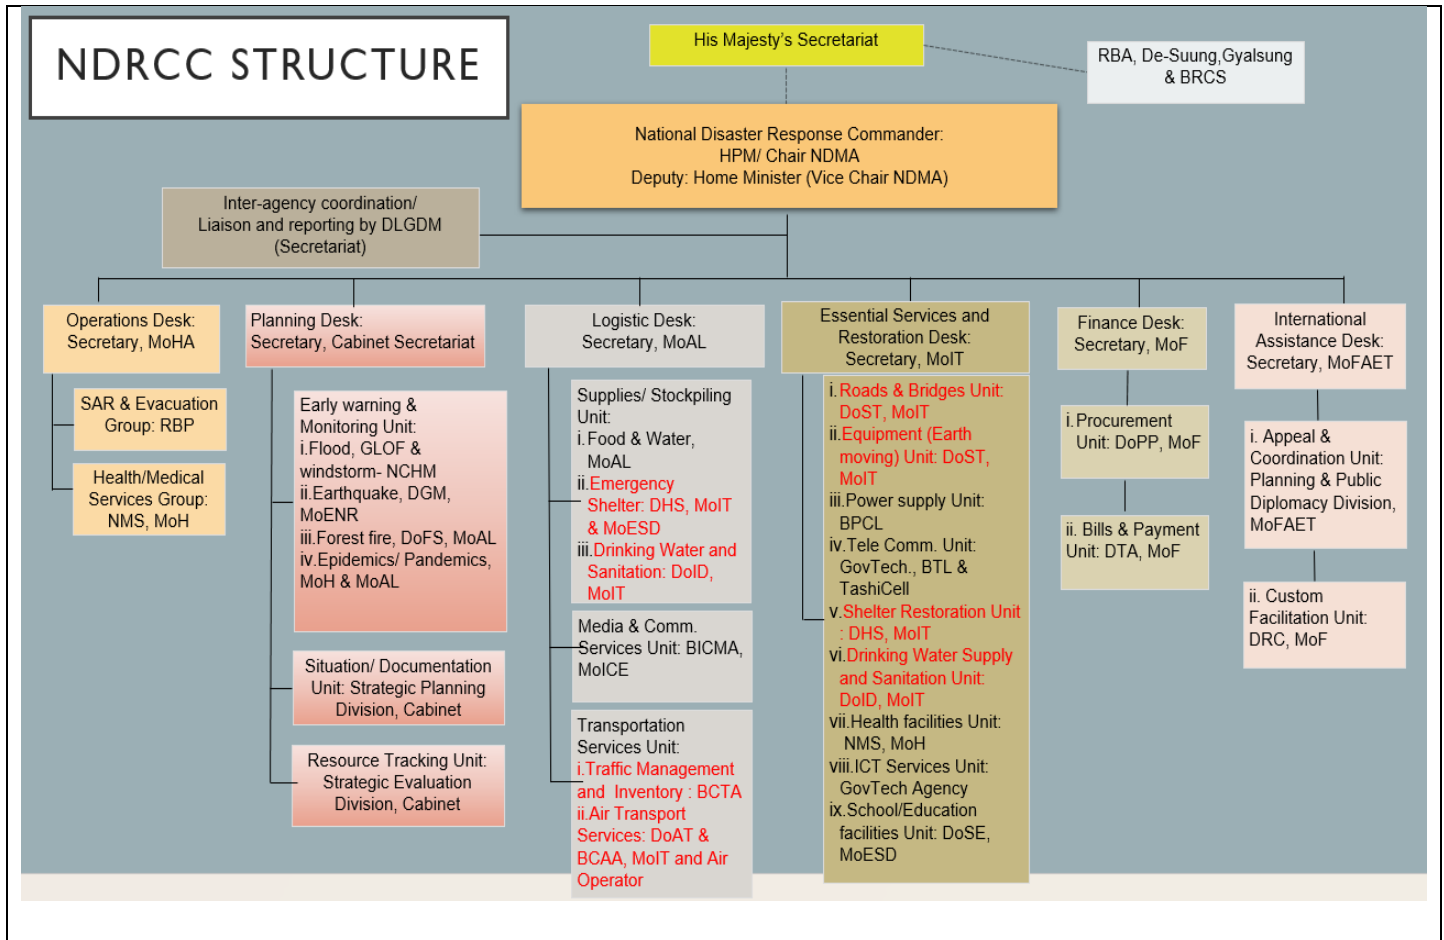 NDRCC STRUCTURE
His Majesty's Secretariat
RBA, De-Suung,Gyalsung
& BRCS
National Disaster Response Commander:
HPM/ Chair NDMA
Deputy: Home Minister (Vice Chair NDMA)
Inter-agency coordination/
Liaison and reporting by DLGDM
(Secretariat)
Operations Desk:
Secretary, MoHA
SAR & Evacuation
Group: RBP
Health/Medical
Services Group:
NMS, MoH
Planning Desk:
Secretary, Cabinet Secretariat
Early warning &
Monitoring Unit:
i.Flood, GLOF &
windstorm- NCHM
ii.Earthquake, DGM,
MoENR
iii.Forest fire, DoFS, MoAL
iv.Epidemics/ Pandemics,
MoH & MoAL
Situation/ Documentation
Unit: Strategic Planning
Division, Cabinet
Resource Tracking Unit:
Strategic Evaluation
Division, Cabinet
Logistic Desk:
Secretary, MoAL
Supplies/ Stockpiling
Unit:
i.Food & Water,
MoAL
ii.Emergency
Shelter: DHS, MoIT
& MoESD
iii.Drinking Water and
Sanitation: DoID,
MoIT
Media & Comm.
Services Unit: BICMA,
MoICE
Transportation
Services Unit:
i.Traffic Management
and Inventory : BCTA
ii.Air Transport
Services: DoAT &
BCAA, MoIT and Air
Operator
Essential Services and
Restoration Desk:
Secretary, MoIT
i.Roads & Bridges Unit:
DoST, MoIT
ii.Equipment (Earth
moving) Unit: DoST,
MoIT
iii.Power supply Unit:
BPCL
iv.Tele Comm. Unit:
GovTech., BTL &
TashiCell
v.Shelter Restoration Unit
: DHS, MoIT
vi.Drinking Water Supply
and Sanitation Unit:
DoID, MoIT
vii.Health facilities Unit:
NMS, MoH
viii.ICT Services Unit:
GovTech Agency
ix.School/Education
facilities Unit: DoSE,
MoESD
Finance Desk:
Secretary, MoF
i.Procurement
Unit: DoPP, MoF
ii. Bills & Payment
Unit: DTA, MoF
International
Assistance Desk:
Secretary, MoFAET
i. Appeal &
Coordination Unit:
Planning & Public
Diplomacy Division,
MoFAET
ii. Custom
Facilitation Unit:
DRC, MoF